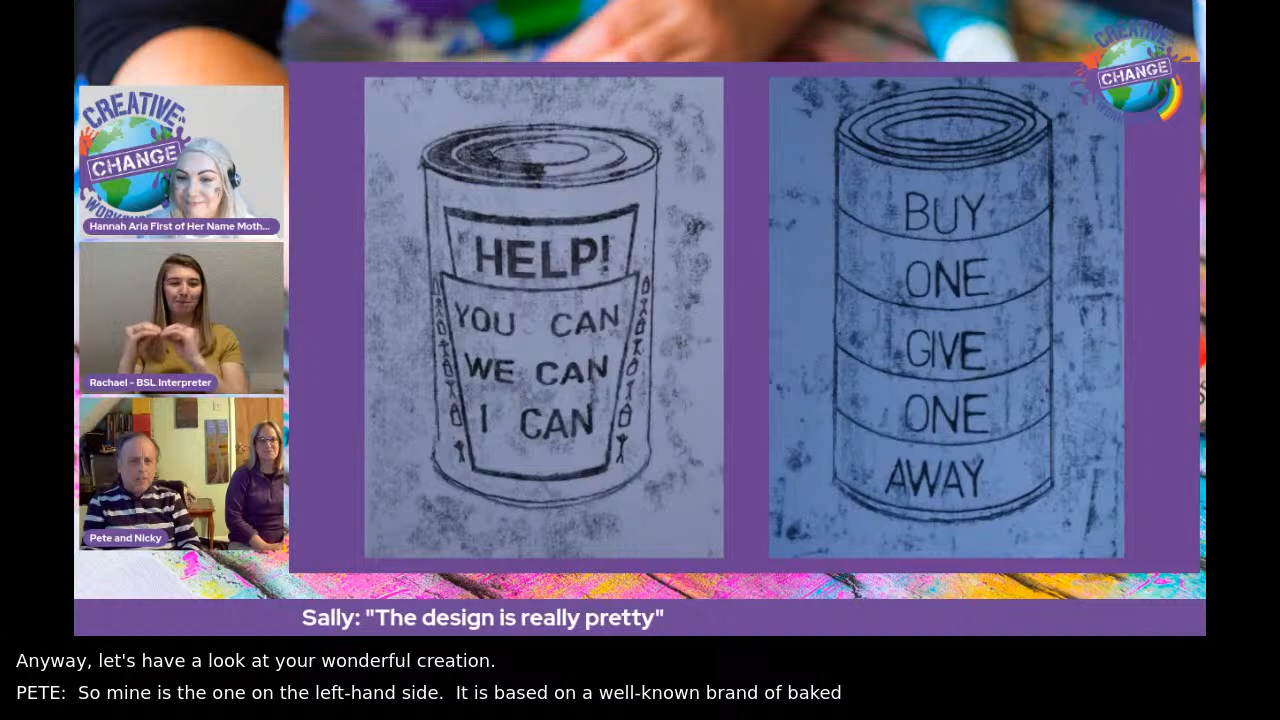 CREATIVE
CHANGE
Hannah Aria First of Her Name Moth...
Rachael - BSL Interpreter
Pete and Nicky
HELP!
YOU CAN
WE CAN
I CAN
BUY
ONE
GIVE
ONE
AWAY
CREATIVE
CHANGE
Sally: "The design is really pretty"
Anyway, let's have a look at your wonderful creation.
PETE: So mine is the one on the left-hand side. It is based on a well-known brand of baked